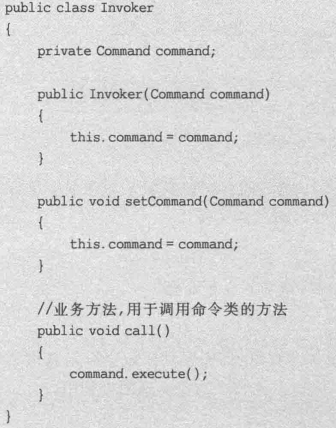 public class Invoker
{
    private Command command;
    public Invoker(Command command)
    {
        this.command = command;
    }
    public void setCommand(Command command)
    {
        this.command = command;
    }
    //业务方法,用于调用命令类的方法
    public void call()
    {
        command.execute();
    }
}